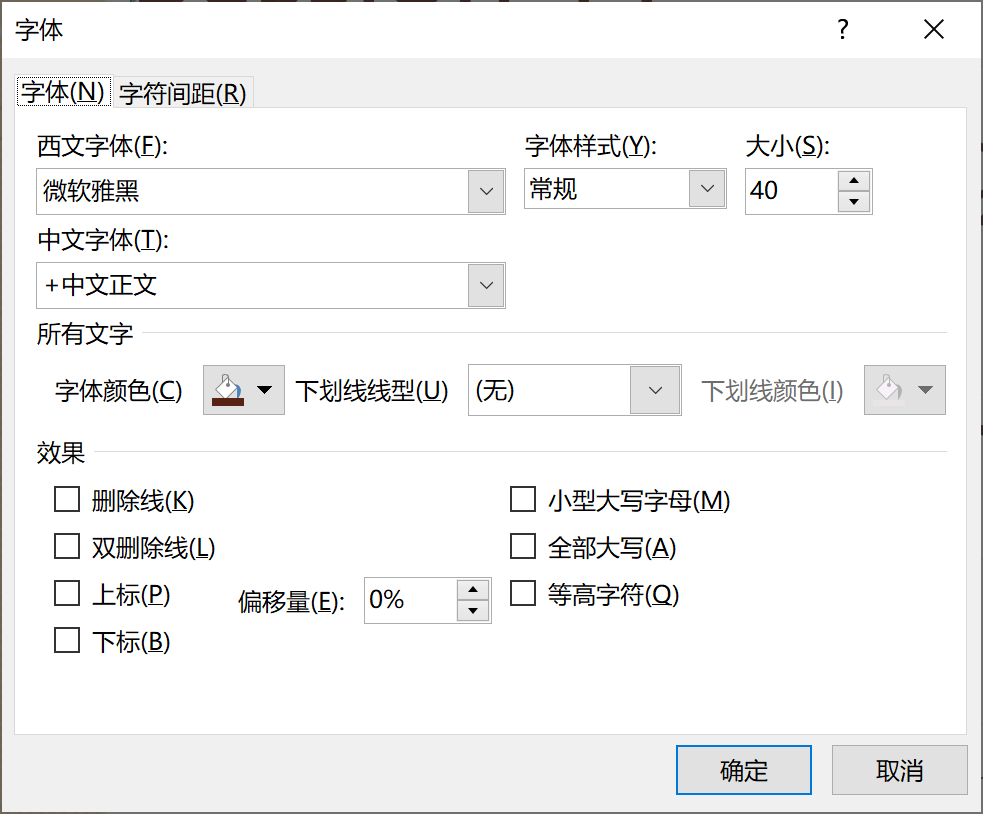 字体 ?
字体(N) 字符间距(R)
西文字体(F): 字体样式(Y): 大小(S):
微软雅黑 常规 40
中文字体(T):
+中文正文
所有文字
字体颜色(C) 下划线线型(U) (无) 下划线颜色(I)
效果
删除线(K) 小型大写字母(M)
双删除线(L) 全部大写(A)
上标(P) 偏移量(E): 0% 等高字符(Q)
下标(B)
确定 取消